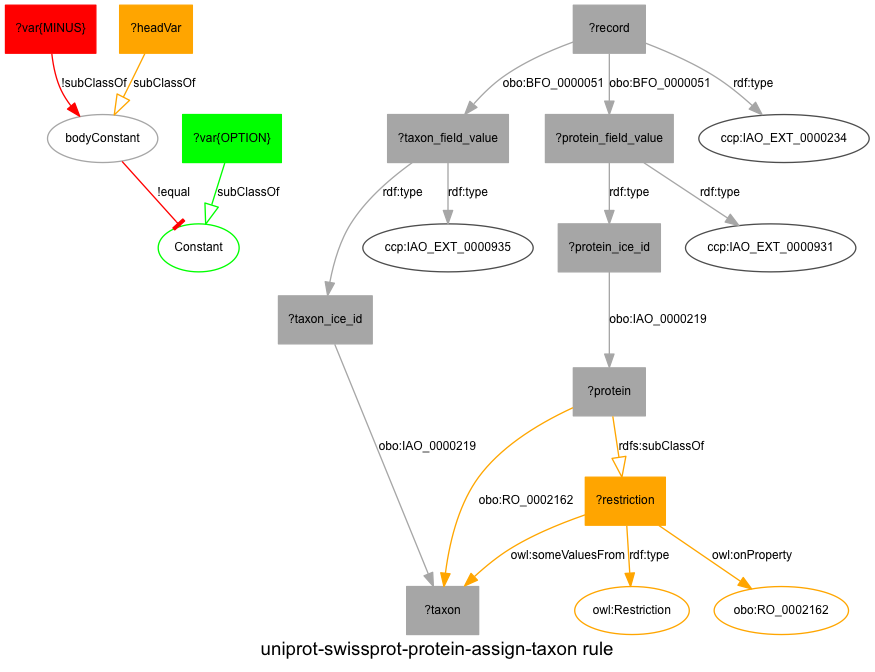 ?var{MINUS}
?headVar
?record
!subClassOf
subClassOf
obo:BFO_0000051
obo:BFO_0000051
rdf:type
bodyConstant
?var{OPTION}
?taxon_field_value
?protein_field_value
ccp:IAO_EXT_0000234
!equal
subClassOf
rdf:type
rdf:type
rdf:type
rdf:type
Constant
ccp:IAO_EXT_0000935
?protein_ice_id
ccp:IAO_EXT_0000931
?taxon_ice_id
obo:IAO_0000219
?protein
obo:IAO_0000219
rdfs:subClassOf
obo:RO_0002162
?restriction
owl:someValuesFrom
rdf:type
owl:onProperty
?taxon
owl:Restriction
obo:RO_0002162
uniprot-swissprot-protein-assign-taxon rule